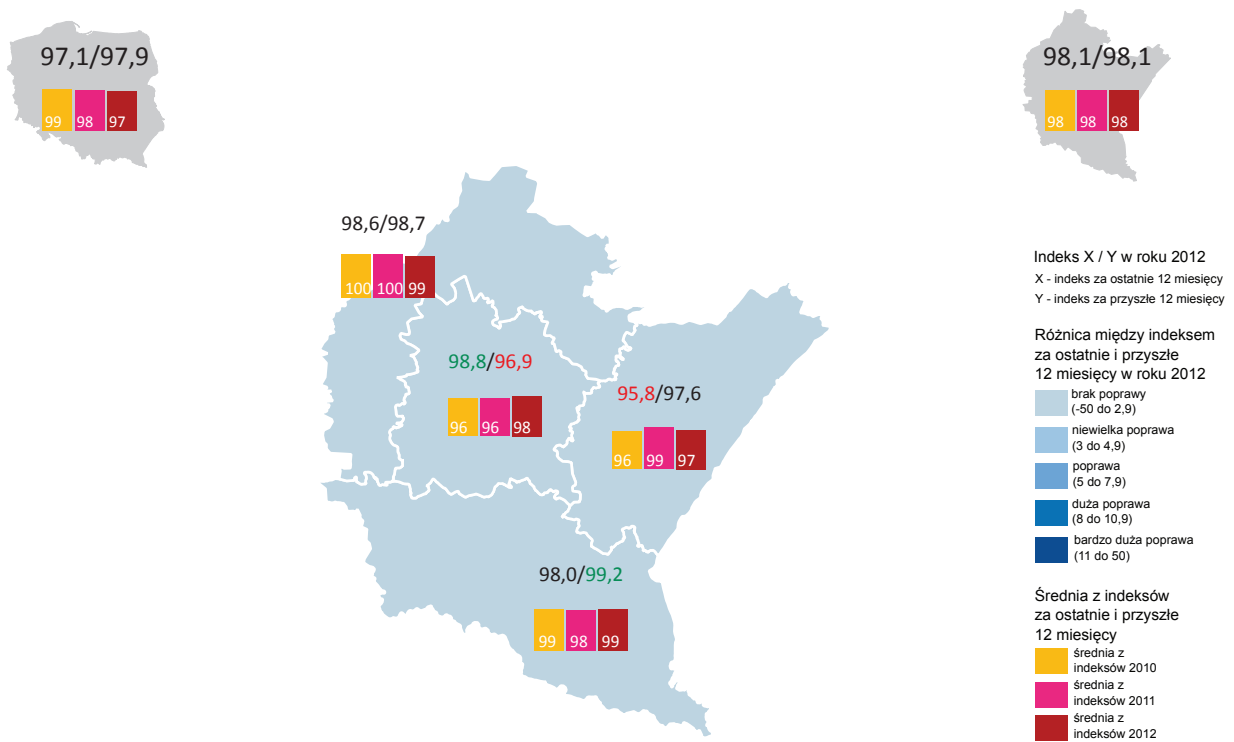 97,1/97,9
99 98 97
98,1/98,1
98 98 98
98,6/98,7
100 100 99
98,8/96,9
96 96 98
95,8/97,6
96 99 97
98,0/99,2
99 98 99
Indeks X / Y w roku 2012
X - indeks za ostatnie 12 miesięcy
Y - indeks za przyszłe 12 miesięcy
Różnica między indeksem
za ostatnie i przyszłe
12 miesięcy w roku 2012
brak poprawy
(-50 do 2,9)
niewielka poprawa
(3 do 4,9)
poprawa
(5 do 7,9)
duża poprawa
(8 do 10,9)
bardzo duża poprawa
(11 do 50)
Średnia z indeksów
za ostatnie i przyszłe
12 miesięcy
średnia z
indeksów 2010
średnia z
indeksów 2011
średnia z
indeksów 2012